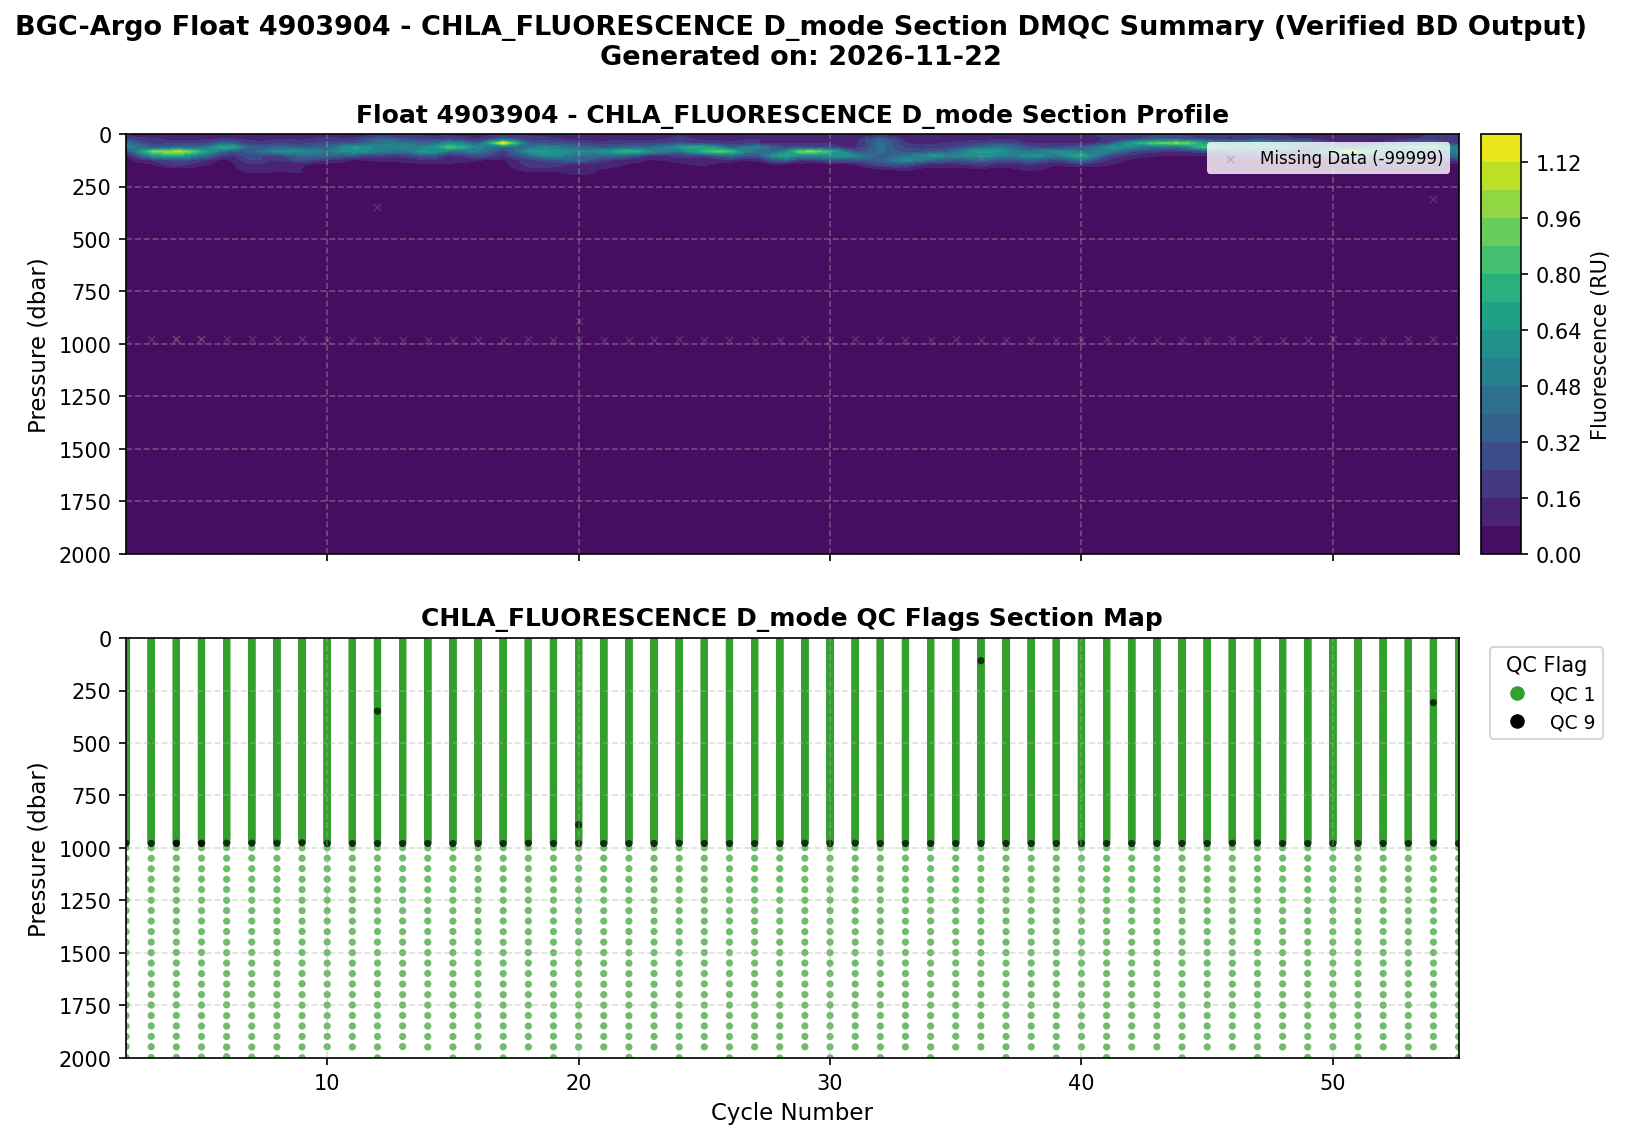 BGC-Argo Float 4903904 - CHLA_FLUORESCENCE D_mode Section DMQC Summary (Verified BD Output)
Generated on: 2026-11-22
Float 4903904 - CHLA_FLUORESCENCE D_mode Section Profile
Pressure (dbar)
0
250
500
750
1000
1250
1500
1750
2000
Missing Data (-99999)
1.12
0.96
0.80
0.64
0.48
0.32
0.16
0.00
Fluorescence (RU)
CHLA_FLUORESCENCE D_mode QC Flags Section Map
Pressure (dbar)
0
250
500
750
1000
1250
1500
1750
2000
10
20
30
40
50
Cycle Number
QC Flag
QC 1
QC 9